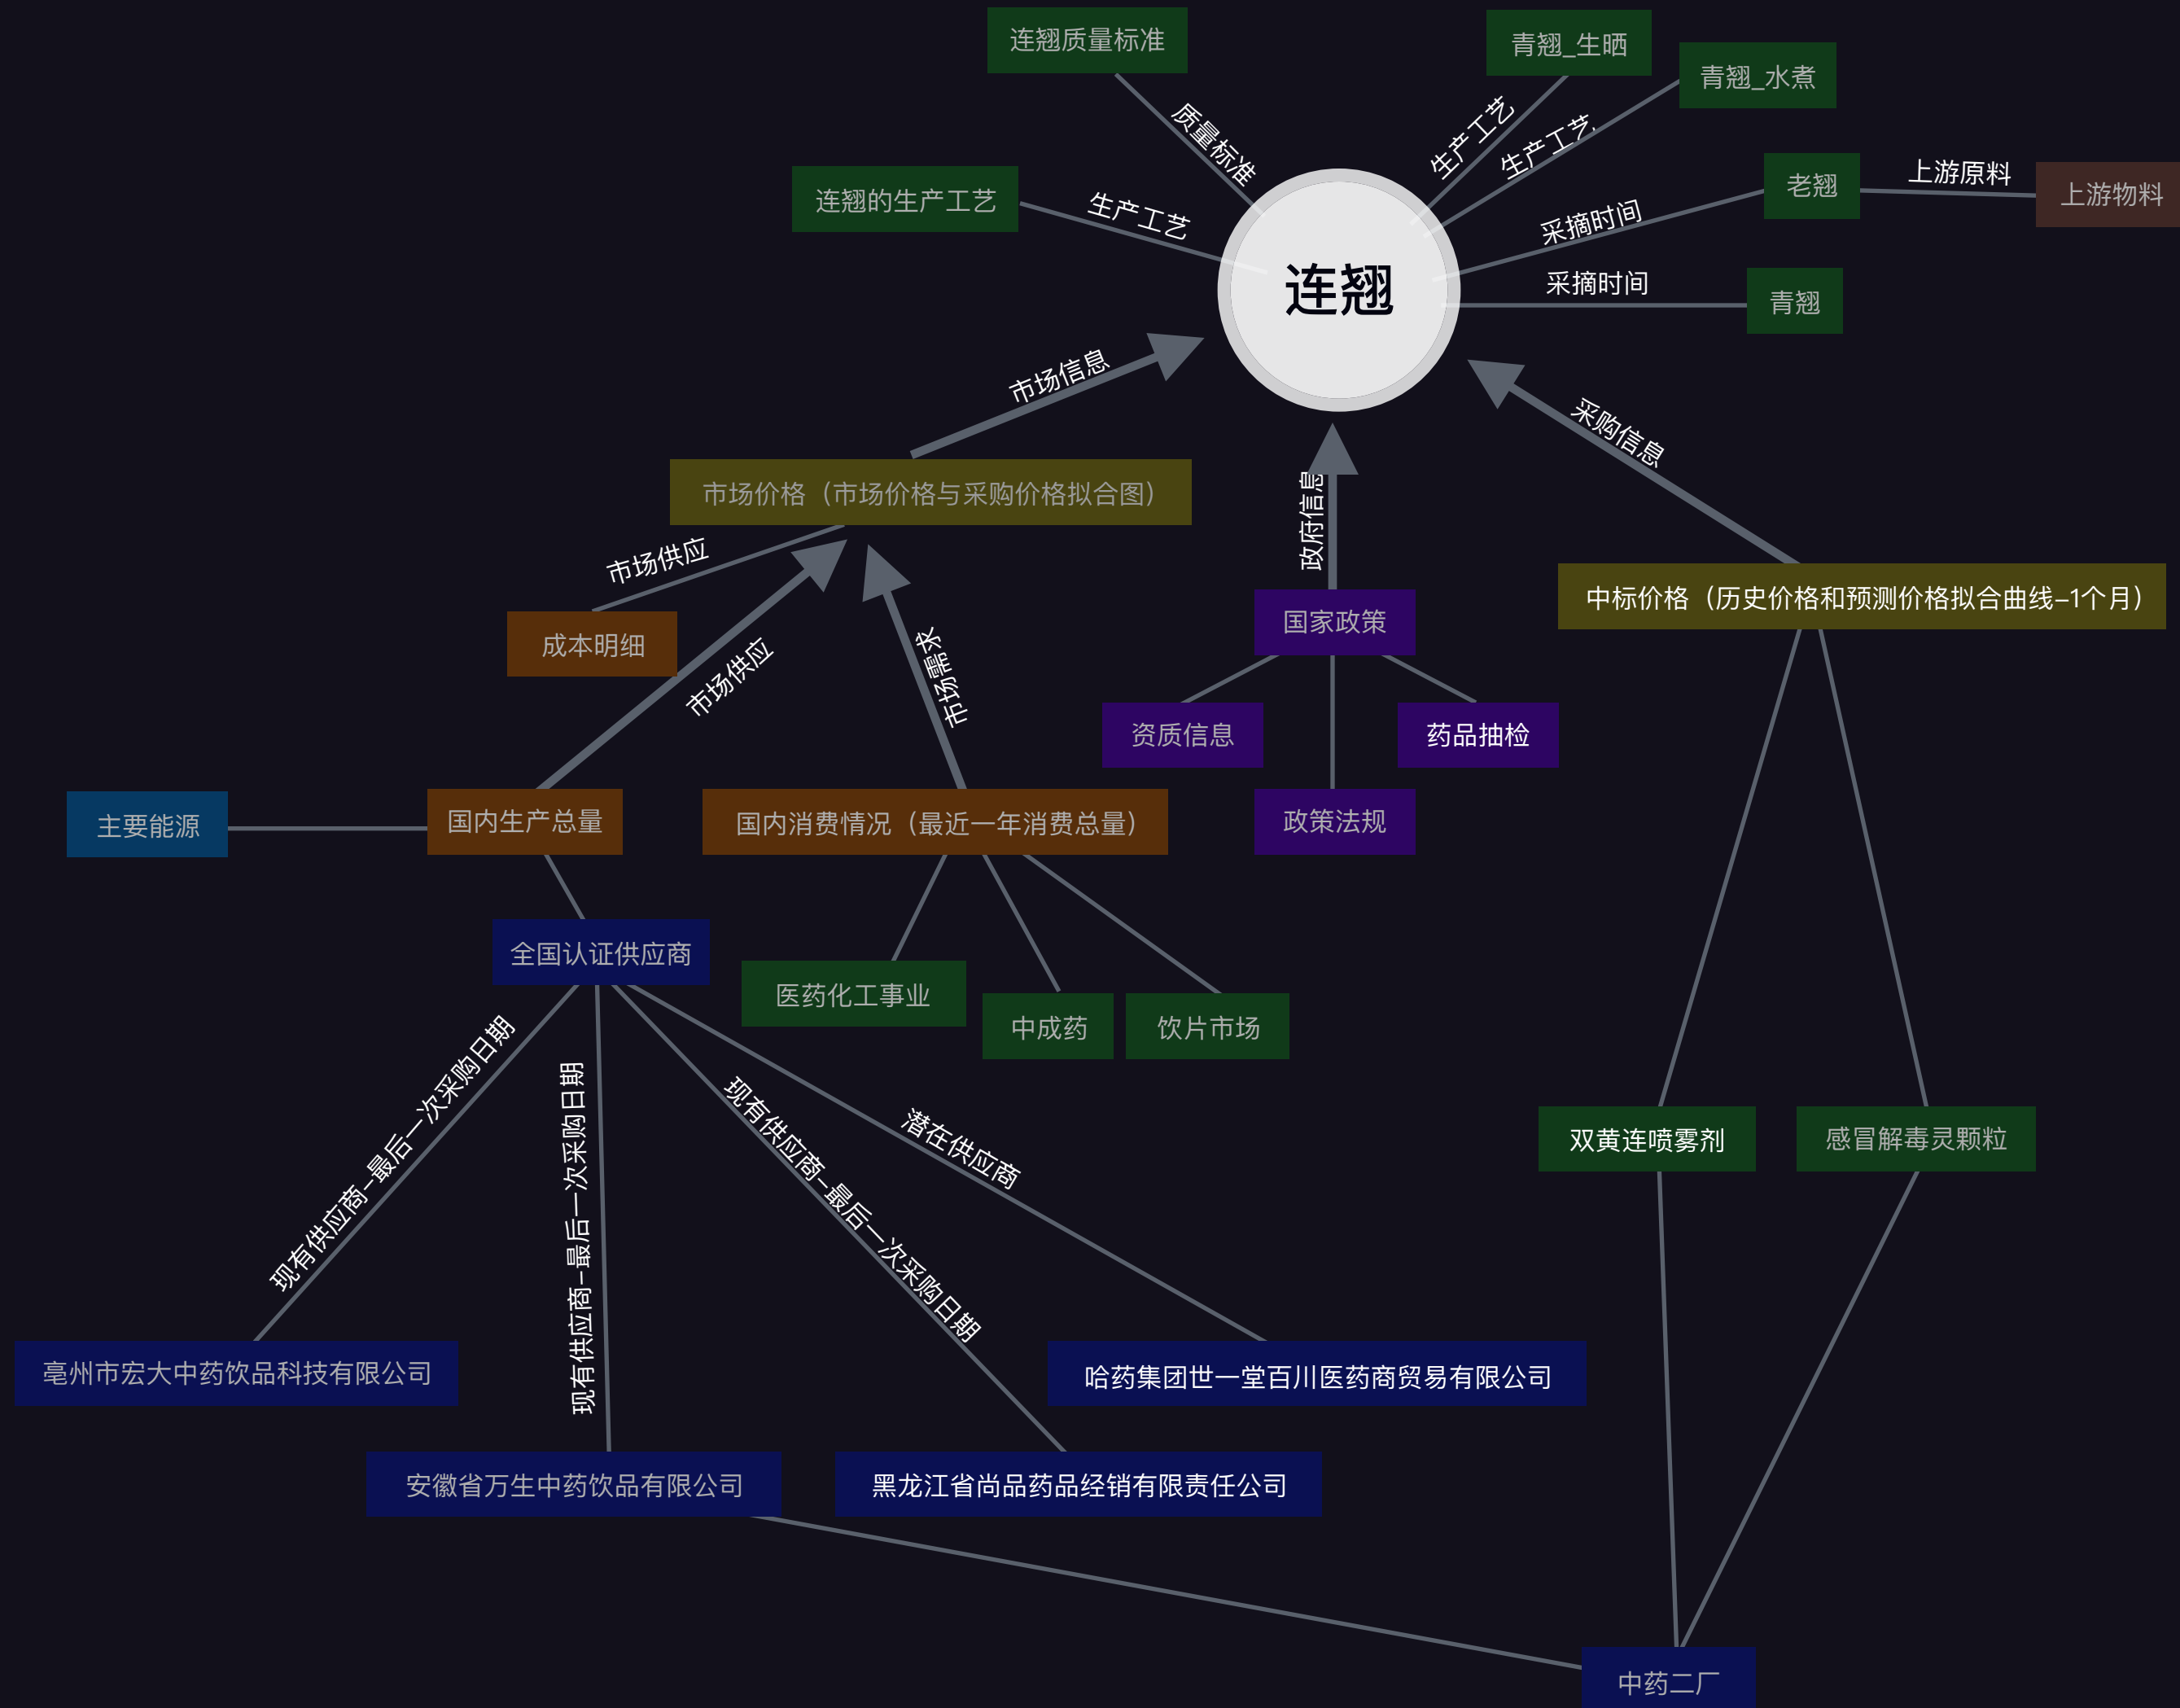 连翘质量标准
青翘_生晒
青翘_水煮
质量标准
生产工艺
生产工艺
连翘的生产工艺
生产工艺
老翘
上游原料
上游物料
采摘时间
采摘时间
青翘
连翘
市场信息
采购信息
市场价格（市场价格与采购价格拟合图）
政府信息
市场供应
中标价格（历史价格和预测价格拟合曲线–1个月）
国家政策
成本明细
市场供应
市场需求
资质信息
药品抽检
主要能源
国内生产总量
国内消费情况（最近一年消费总量）
政策法规
全国认证供应商
医药化工事业
中成药
饮片市场
现有供应商–最后一次采购日期
现有供应商–最后一次采购日期
现有供应商–最后一次采购日期
潜在供应商
双黄连喷雾剂
感冒解毒灵颗粒
亳州市宏大中药饮品科技有限公司
哈药集团世一堂百川医药商贸易有限公司
安徽省万生中药饮品有限公司
黑龙江省尚品药品经销有限责任公司
中药二厂